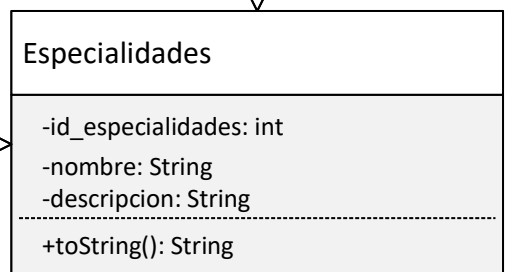 Especialidades
-id_especialidades: int
-nombre: String
-descripcion: String
+toString(): String